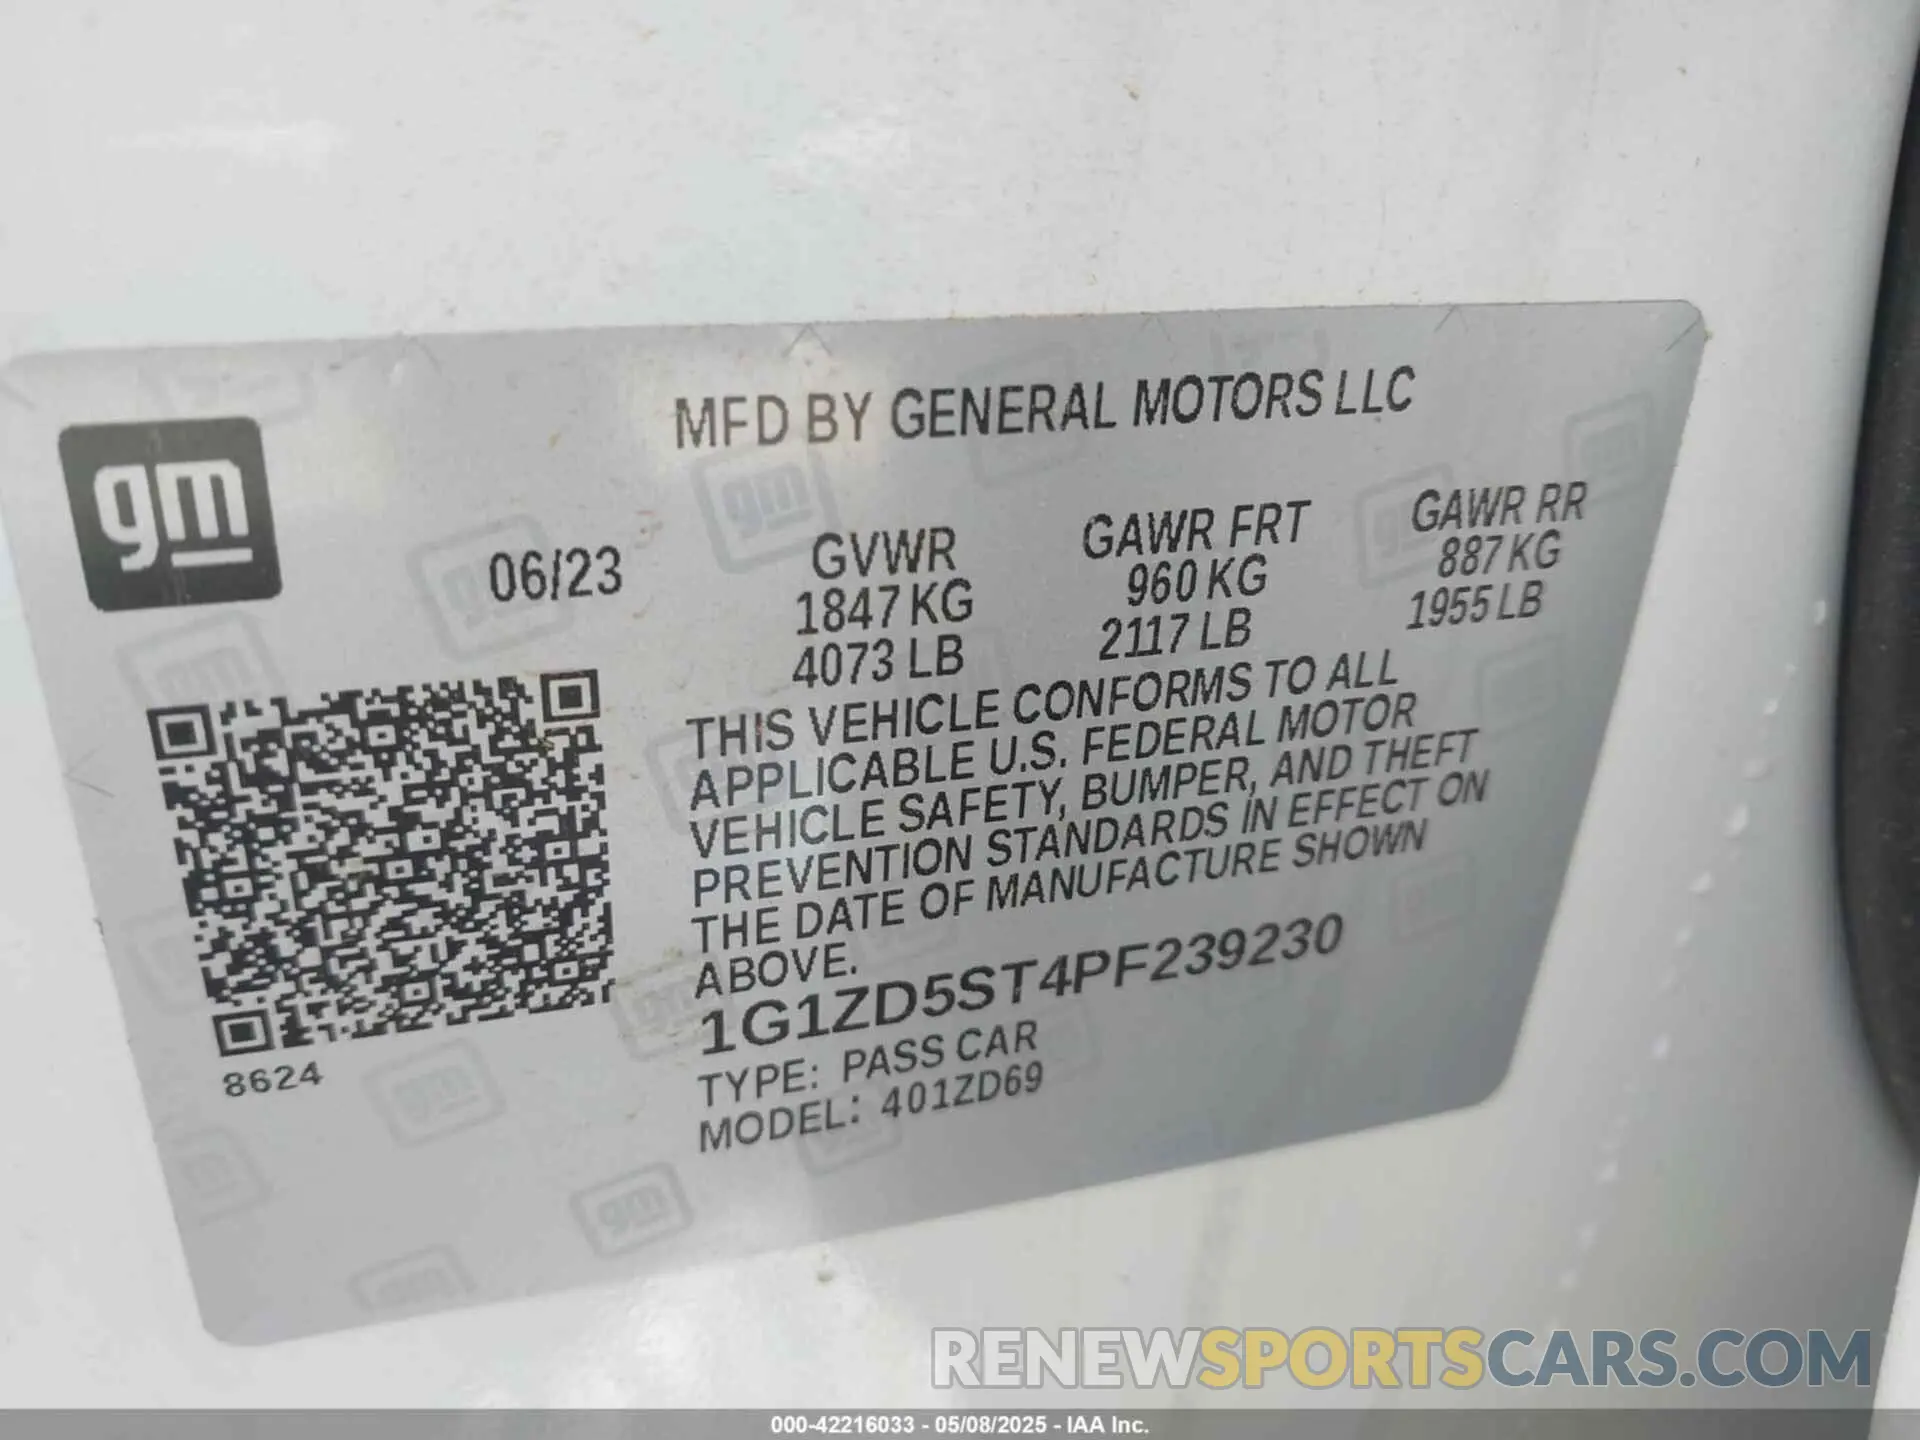 MFD BY GENERAL MOTORS LLC
gm
06/23
GVWR
1847 KG
4073 LB
GAWR FRT
960 KG
2117 LB
GAWR RR
887 KG
1955 LB
THIS VEHICLE CONFORMS TO ALL
APPLICABLE U.S. FEDERAL MOTOR
VEHICLE SAFETY, BUMPER, AND THEFT
PREVENTION STANDARDS IN EFFECT ON
THE DATE OF MANUFACTURE SHOWN
ABOVE.
1G1ZD5ST4PF239230
TYPE: PASS CAR
MODEL: 401ZD69
8624
RENEWSPORTSCARS.COM
000-42216033 - 05/08/2025 - IAA Inc.